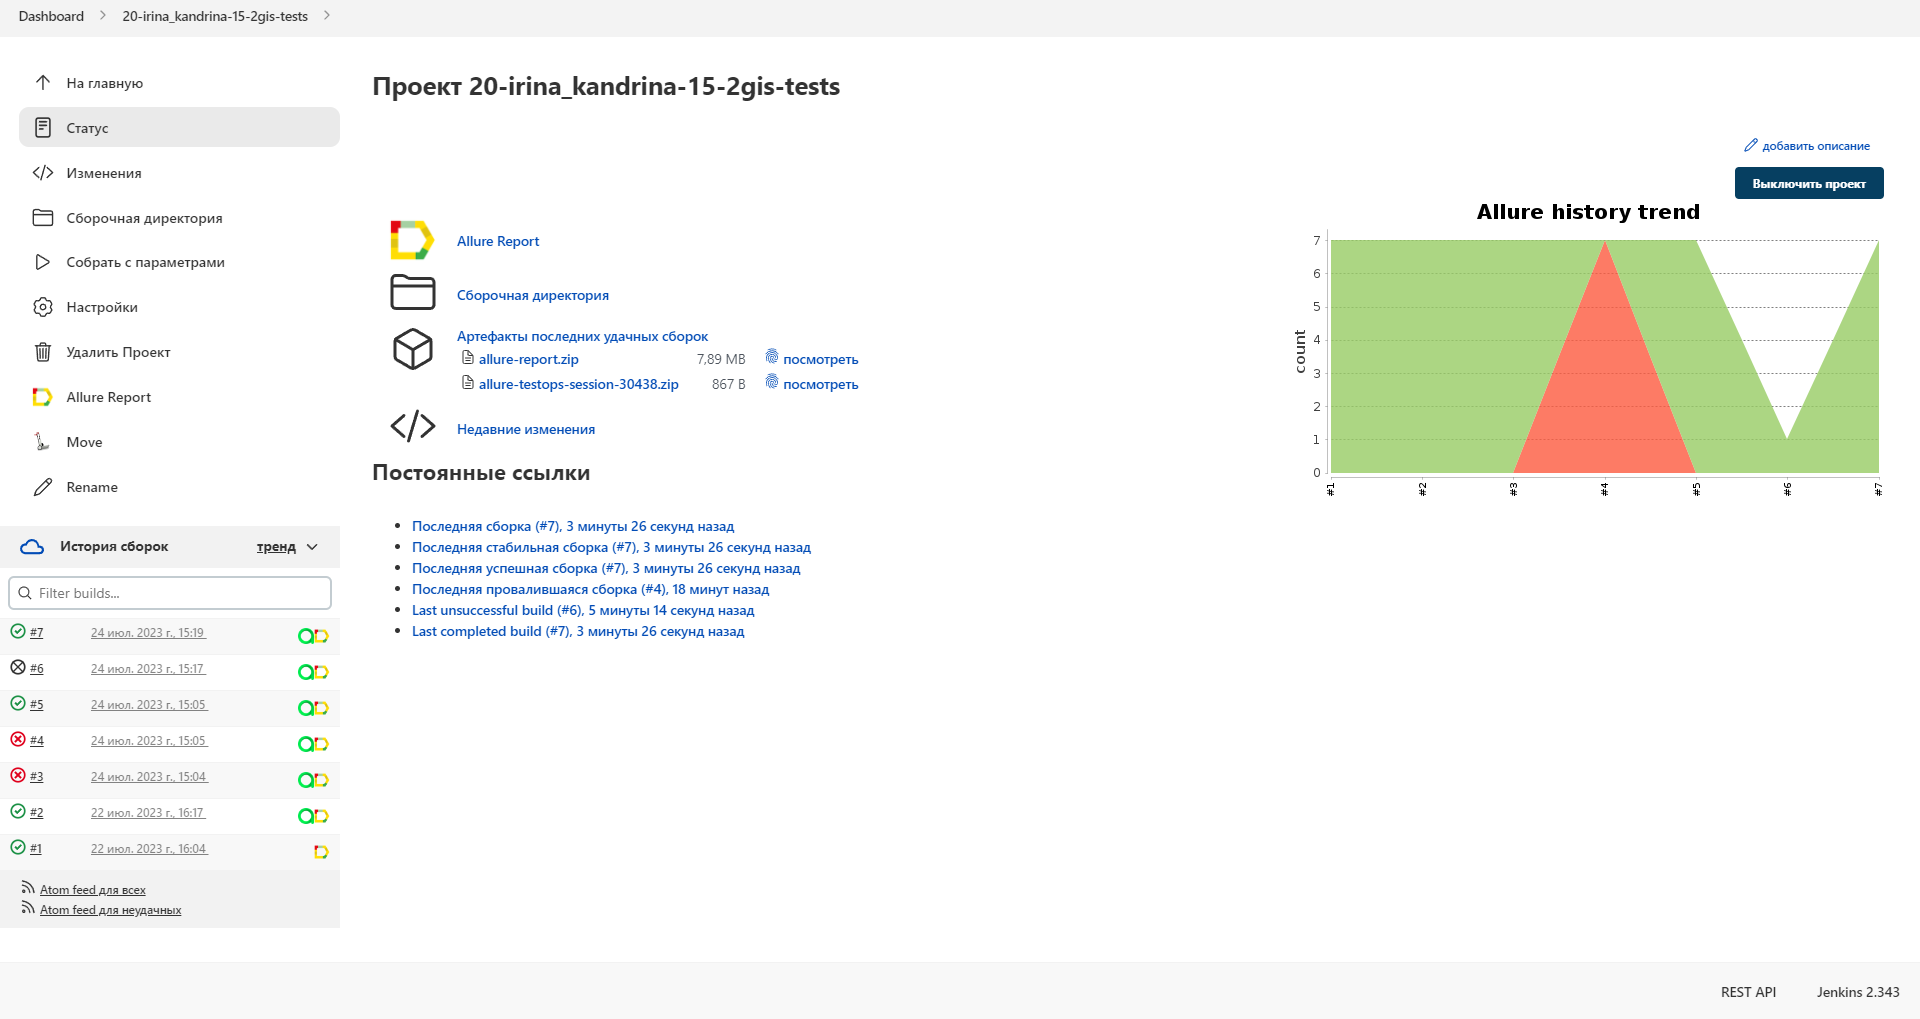 Dashboard
20-irina_kandrina-15-2gis-tests
На главную
Статус
Изменения
Сборочная директория
Собрать с параметрами
Настройки
Удалить Проект
Allure Report
Move
Rename
История сборок
тренд
Filter builds...
#7 24 июл. 2023 г., 15:19
#6 24 июл. 2023 г., 15:17
#5 24 июл. 2023 г., 15:05
#4 24 июл. 2023 г., 15:05
#3 24 июл. 2023 г., 15:04
#2 22 июл. 2023 г., 16:17
#1 22 июл. 2023 г., 16:04
Atom feed для всех
Atom feed для неудачных
Проект 20-irina_kandrina-15-2gis-tests
добавить описание
Выключить проект
Allure Report
Сборочная директория
Артефакты последних удачных сборок
allure-report.zip 7,89 MB посмотреть
allure-testops-session-30438.zip 867 B посмотреть
Недавние изменения
Постоянные ссылки
Последняя сборка (#7), 3 минуты 26 секунд назад
Последняя стабильная сборка (#7), 3 минуты 26 секунд назад
Последняя успешная сборка (#7), 3 минуты 26 секунд назад
Последняя провалившаяся сборка (#4), 18 минут назад
Last unsuccessful build (#6), 5 минуты 14 секунд назад
Last completed build (#7), 3 минуты 26 секунд назад
Allure history trend
count
7
6
5
4
3
2
1
0
#1 #2 #3 #4 #5 #6 #7
REST API
Jenkins 2.343